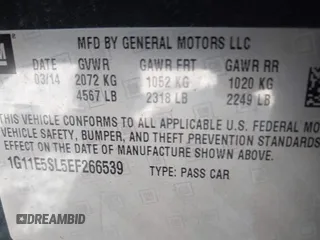 GM
MFD BY GENERAL MOTORS LLC
DATE GVWR GAWR FRT GAWR RR
03/14 2072 KG 1052 KG 1020 KG
4567 LB 2318 LB 2249 LB
THIS VEHICLE CONFORMS TO ALL APPLICABLE U.S. FEDERAL MO
VEHICLE SAFETY, BUMPER, AND THEFT PREVENTION STANDARDS
EFFECT ON THE DATE OF MANUFACTURE SHOWN ABOVE.
1G11E5SL5EF266539 TYPE: PASS CAR
DREAMBID